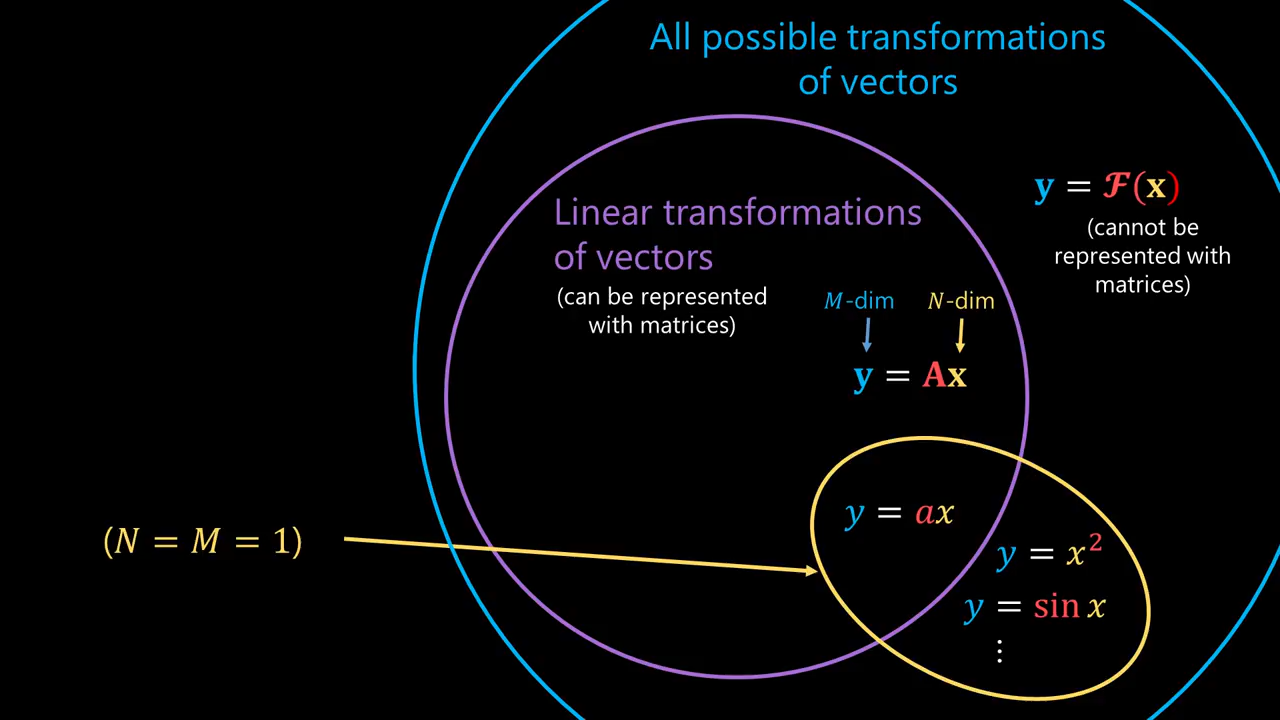 All possible transformations
of vectors
𝐲 = 𝓕(𝐱)
(cannot be
represented with
matrices)
Linear transformations
of vectors
(can be represented
with matrices)
M-dim N-dim
𝐲 = 𝐀𝐱
y = ax
(N = M = 1)
y = x²
y = sin x
⋮